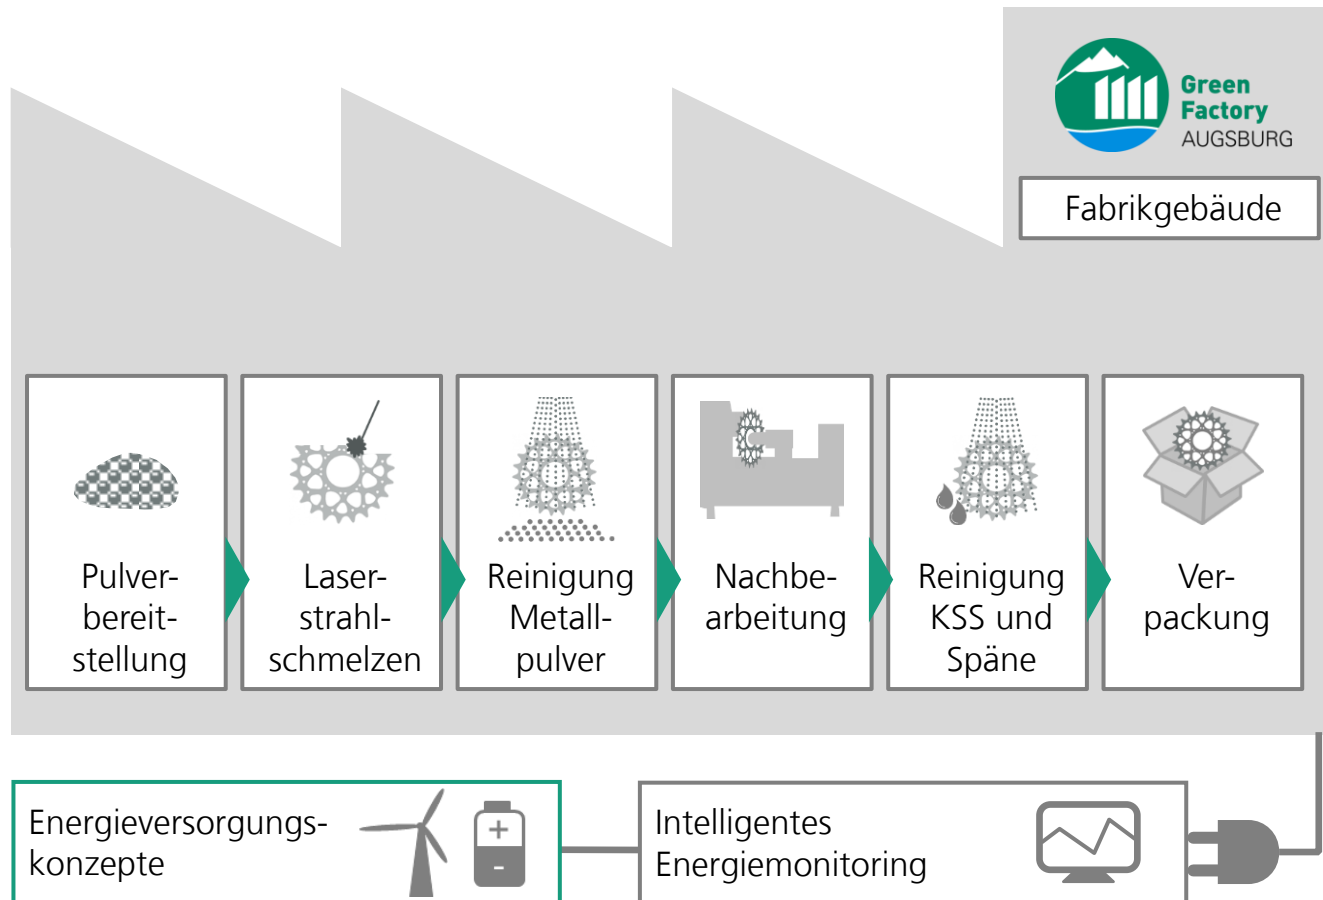 Green
Factory
AUGSBURG
Fabrikgebäude
Pulver-
bereit-
stellung
Laser-
strahl-
schmelzen
Reinigung
Metall-
pulver
Nachbe-
arbeitung
Reinigung
KSS und
Späne
Ver-
packung
Energieversorgungs-
konzepte
+
-
Intelligentes
Energiemonitoring